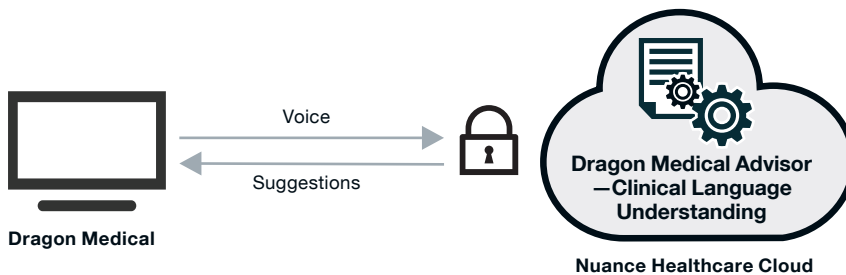 Voice
Suggestions
Dragon Medical
Dragon Medical Advisor
—Clinical Language
Understanding
Nuance Healthcare Cloud